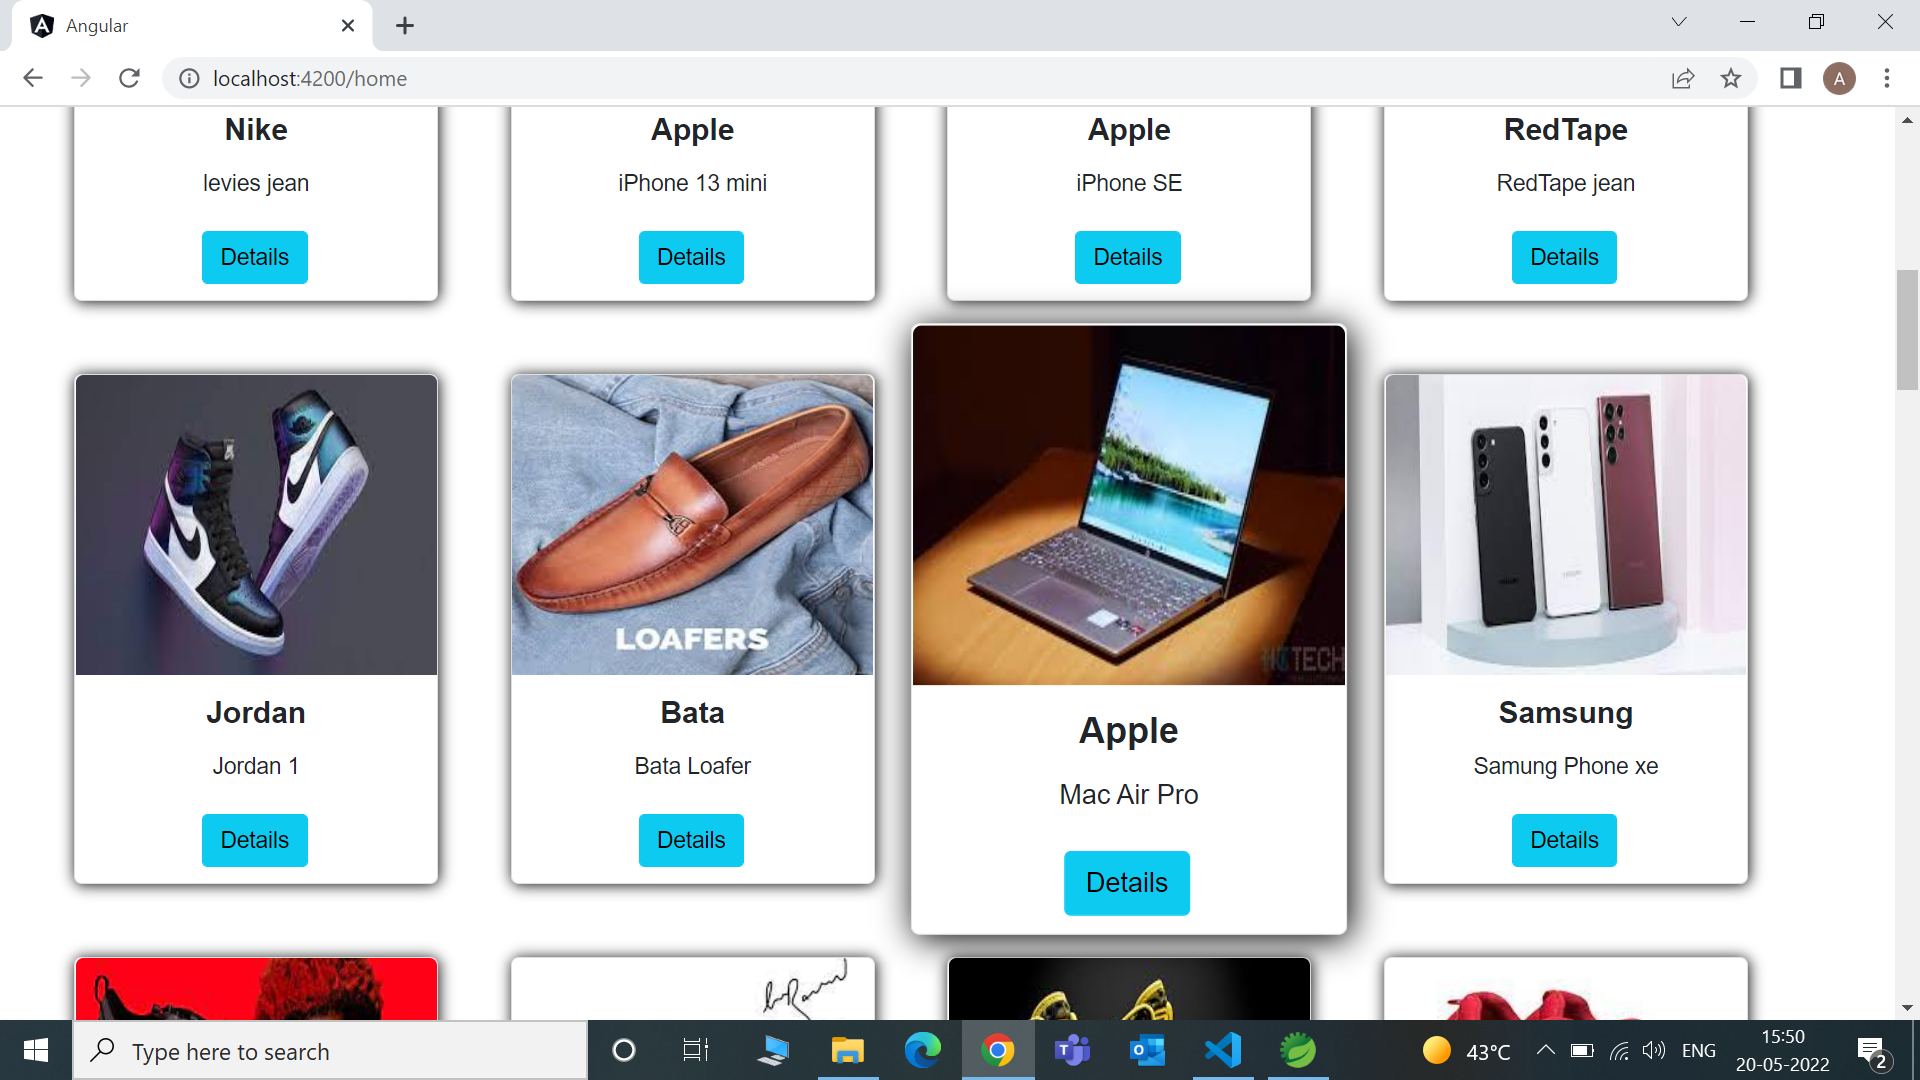 Angular
localhost:4200/home
A
Nike
Apple
Apple
RedTape
levies jean
iPhone 13 mini
iPhone SE
RedTape jean
Details
Details
Details
Details
LOAFERS
TECH
Jordan
Bata
Apple
Samsung
Jordan 1
Bata Loafer
Mac Air Pro
Samung Phone xe
Details
Details
Details
Details
Type here to search
43°C
ENG
15:50
20-05-2022
2